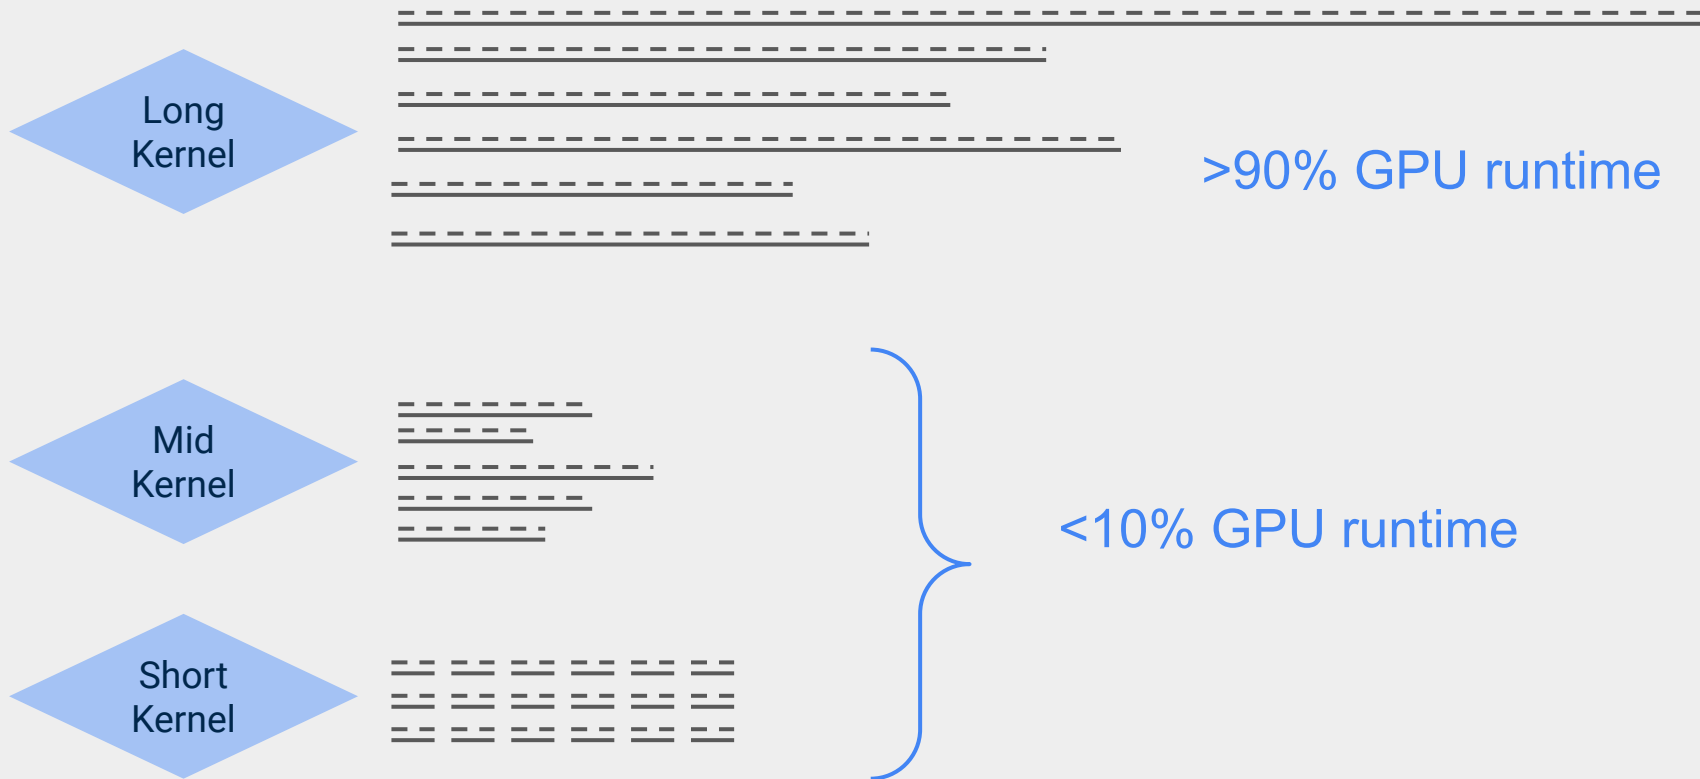 Long
Kernel
>90% GPU runtime
Mid
Kernel
<10% GPU runtime
Short
Kernel